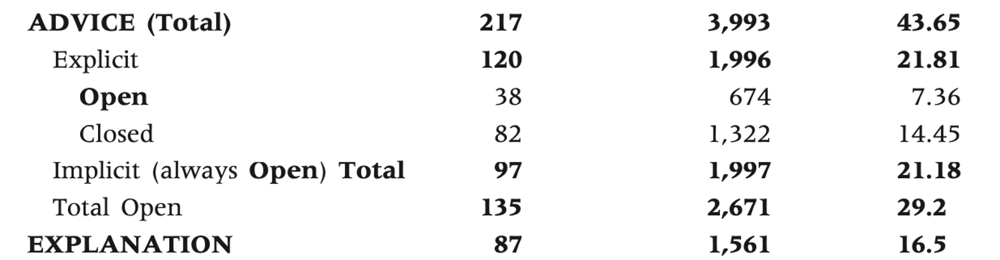 ADVICE (Total) 217 3,993 43.65
Explicit 120 1,996 21.81
Open 38 674 7.36
Closed 82 1,322 14.45
Implicit (always Open) Total 97 1,997 21.18
Total Open 135 2,671 29.2
EXPLANATION 87 1,561 16.5